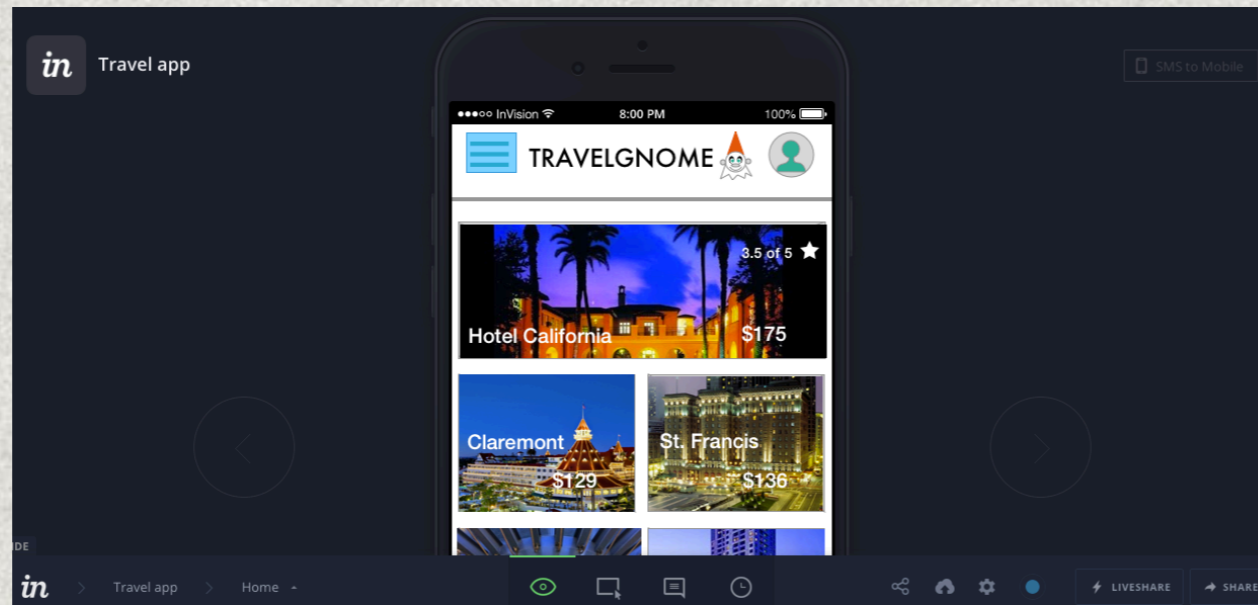 in Travel app
SMS to Mobile
●●●○○ InVision 8:00 PM 100%
TRAVELGNOME
3.5 of 5
Hotel California $175
Claremont
$129
St. Francis
$136
IDE
in Travel app Home
LIVESHARE
SHARE